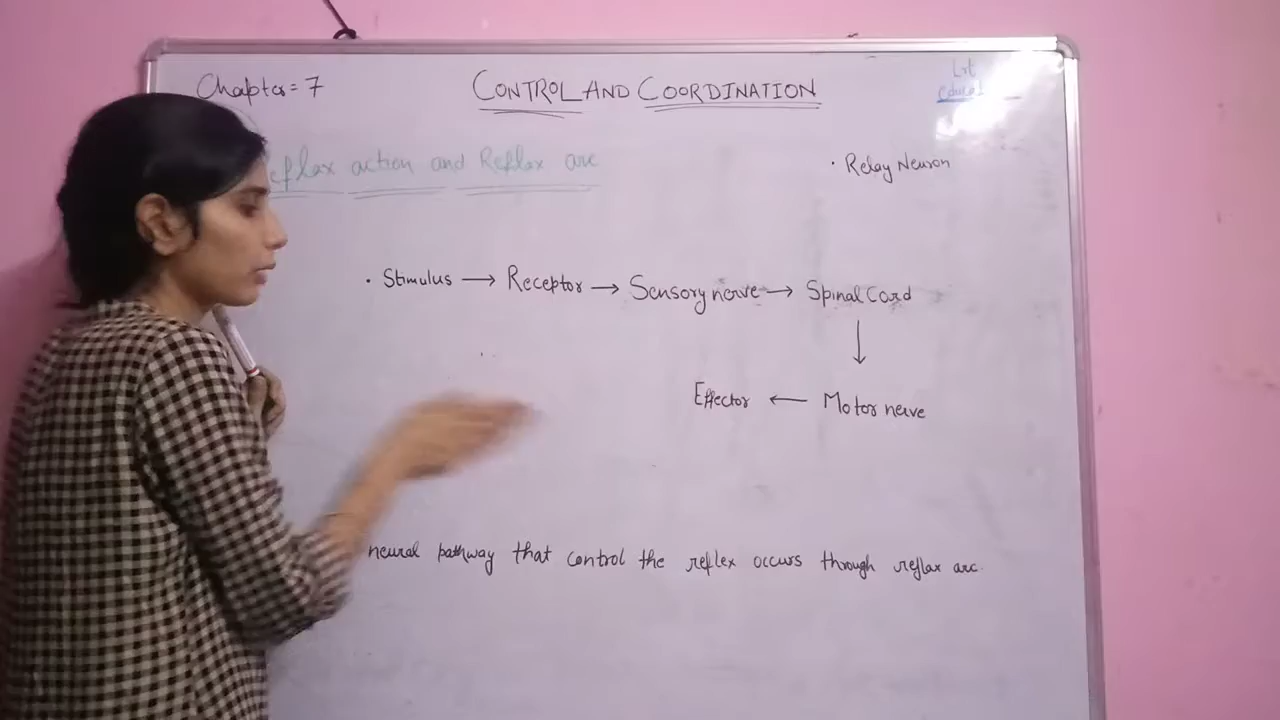 Chapter = 7
CONTROL AND COORDINATION
eflex action and Reflex arc
• Relay Neuron
• Stimulus → Receptor → Sensory nerve → Spinal Cord
↓
Effector ← Motor nerve
neural pathway that control the reflex occurs through reflex arc.